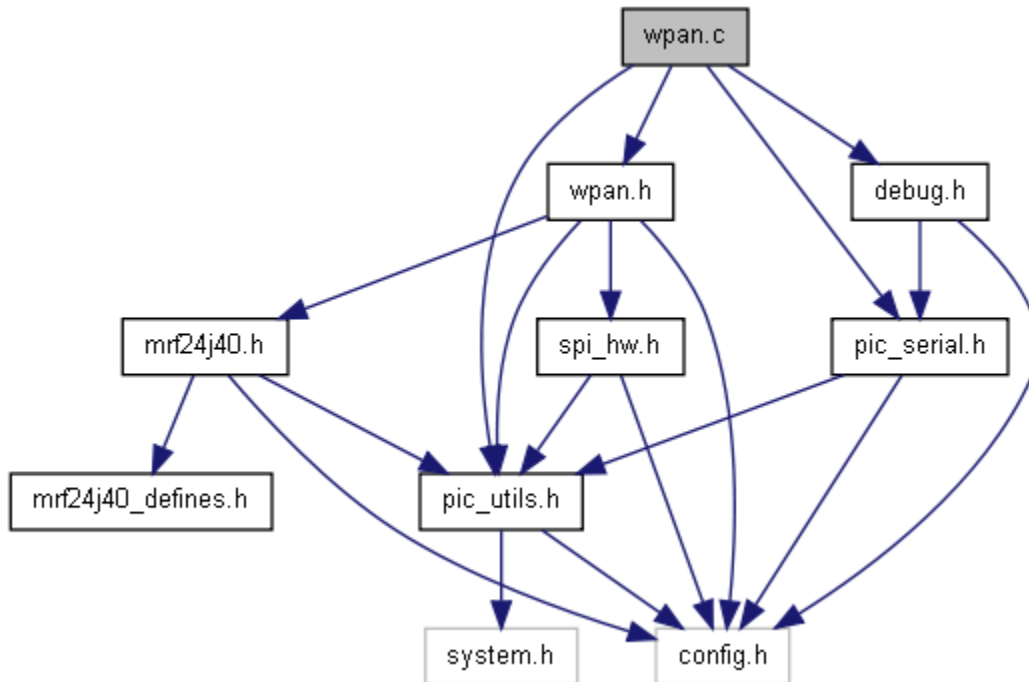 wpan.c
wpan.h
debug.h
mrf24j40.h
spi_hw.h
pic_serial.h
mrf24j40_defines.h
pic_utils.h
system.h
config.h